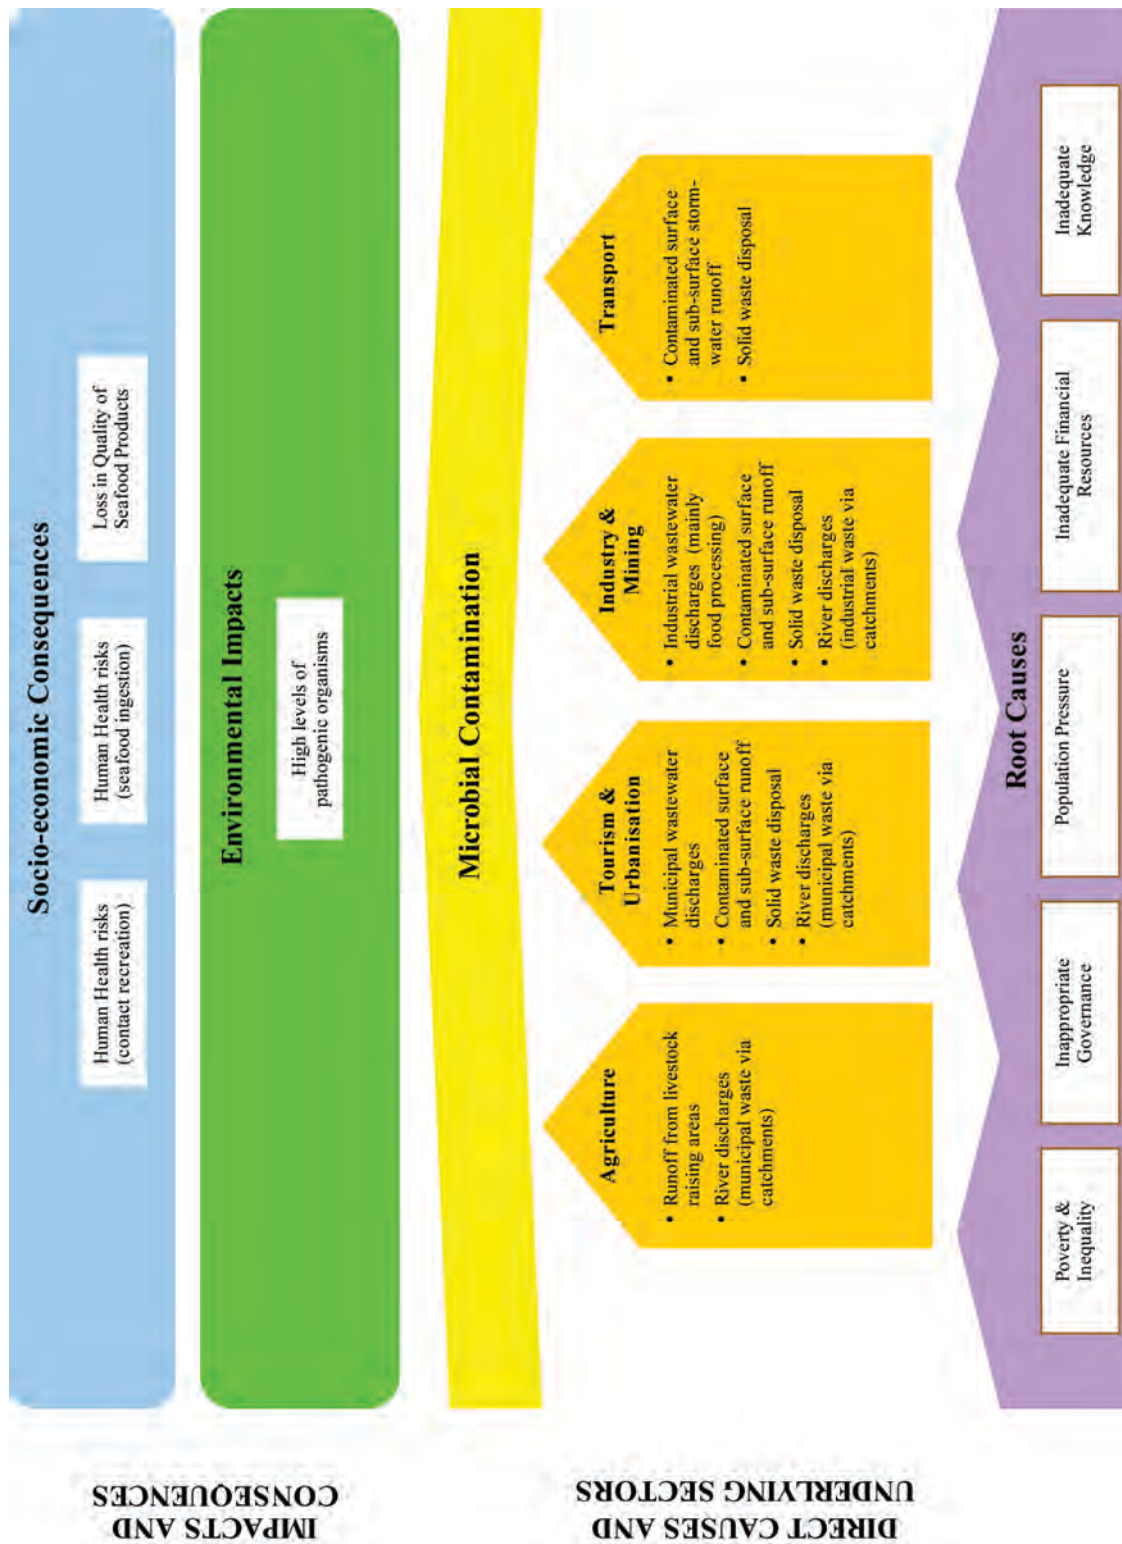 Socio-economic Consequences
Human Health risks
(contact recreation)
Human Health risks
(seafood ingestion)
Loss in Quality of
Seafood Products
IMPACTS AND
CONSEQUENCES
Environmental Impacts
High levels of
pathogenic organisms
Microbial Contamination
DIRECT CAUSES AND
UNDERLYING SECTORS
Agriculture
• Runoff from livestock
raising areas
• River discharges
(municipal waste via
catchments)
Tourism &
Urbanisation
• Municipal wastewater
discharges
• Contaminated surface
and sub-surface runoff
• Solid waste disposal
• River discharges
(municipal waste via
catchments)
Industry &
Mining
• Industrial wastewater
discharges (mainly
food processing)
• Contaminated surface
and sub-surface runoff
• Solid waste disposal
• River discharges
(industrial waste via
catchments)
Transport
• Contaminated surface
and sub-surface storm-
water runoff
• Solid waste disposal
Root Causes
Poverty &
Inequality
Inappropriate
Governance
Population Pressure
Inadequate Financial
Resources
Inadequate
Knowledge